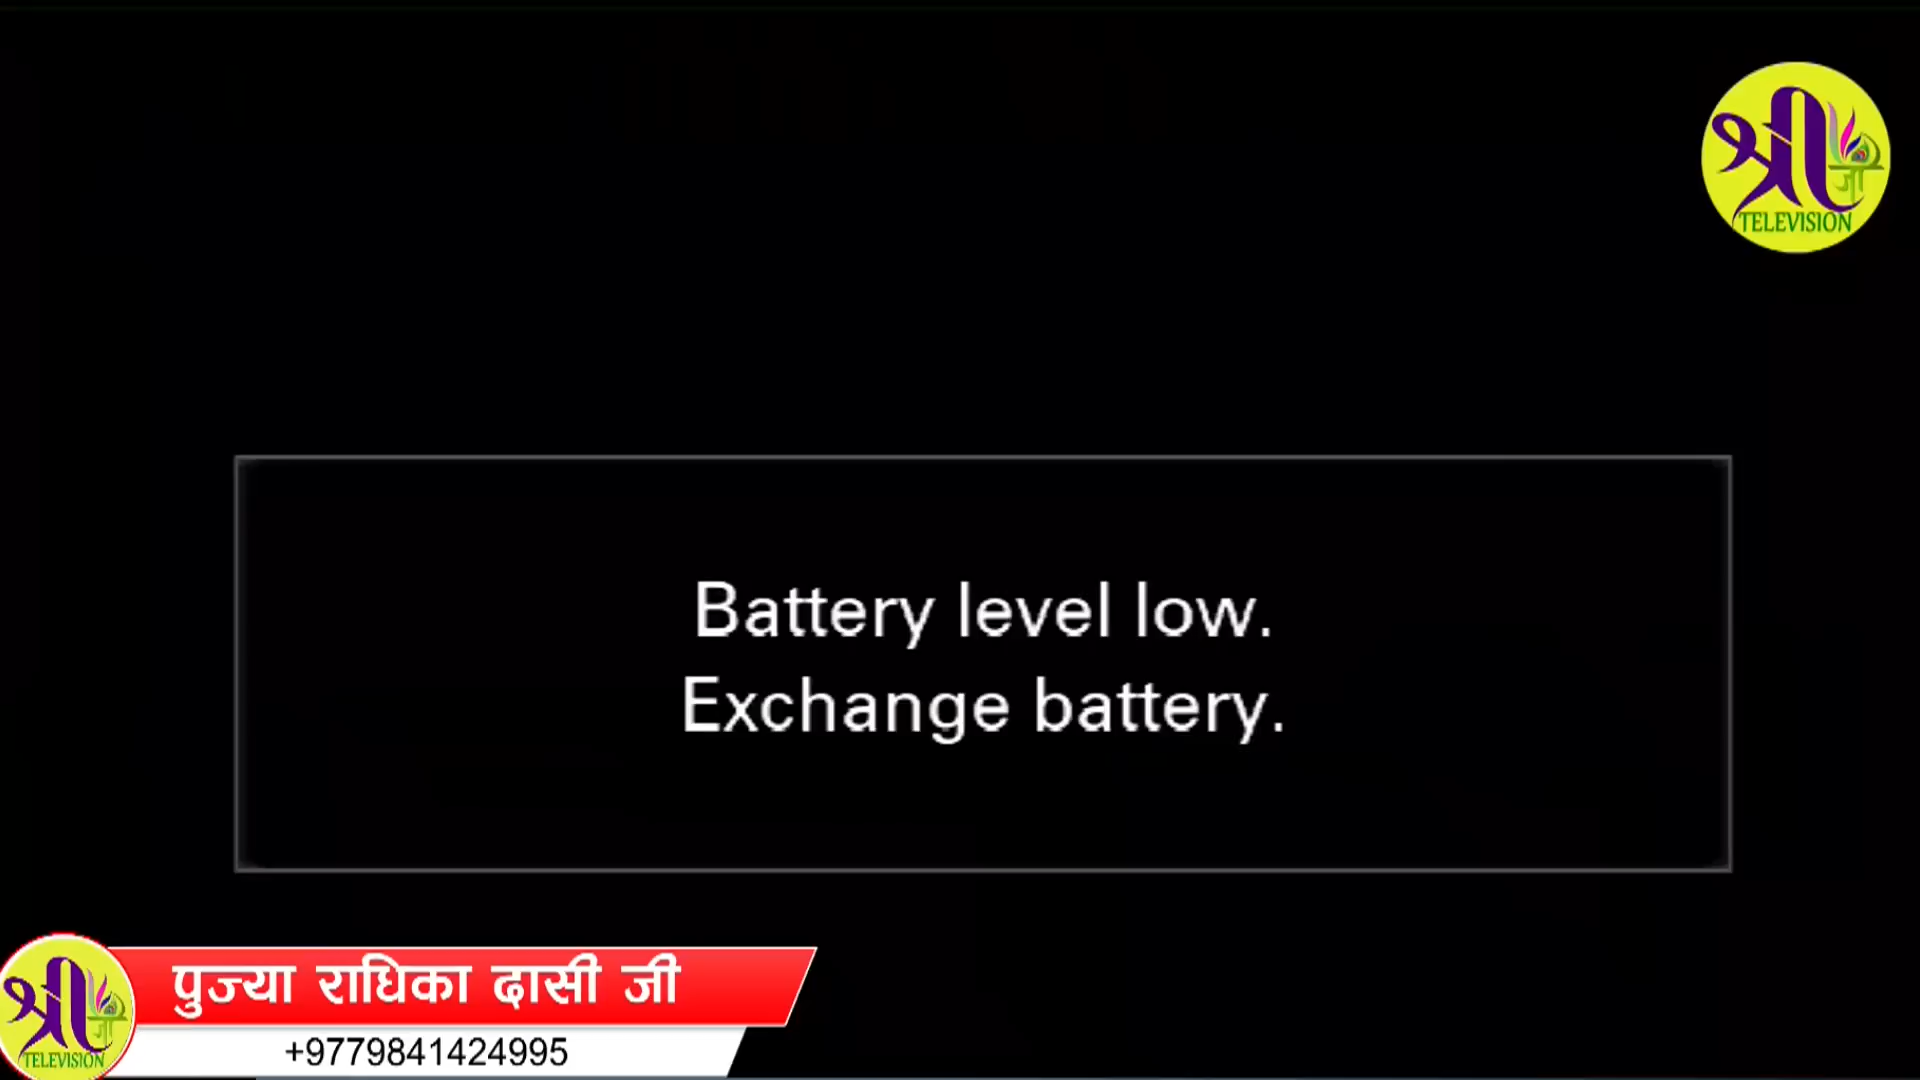 श्री जी
TELEVISION
Battery level low.
Exchange battery.
पुज्या राधिका दासी जी
+9779841424995
श्री जी
TELEVISION